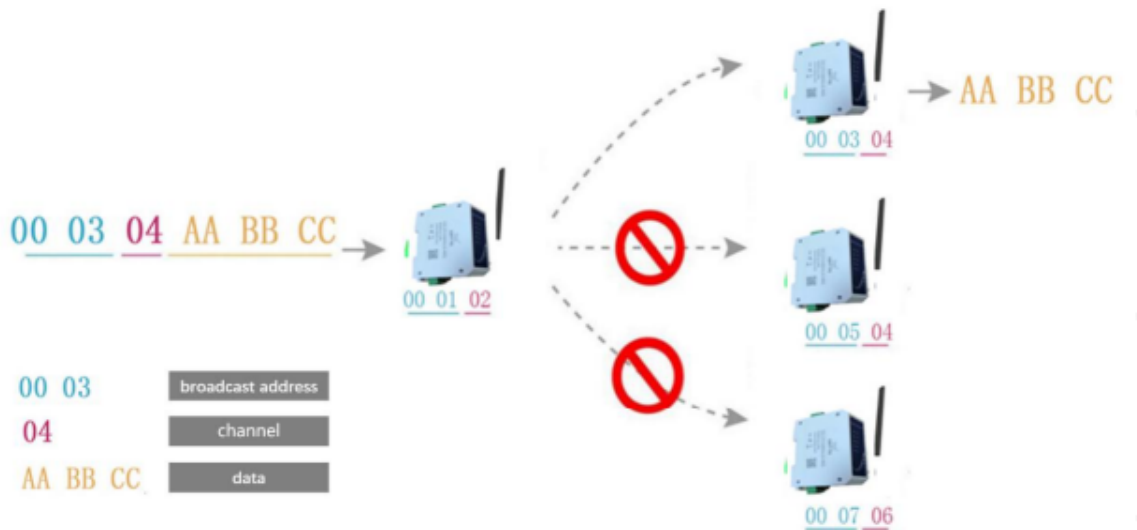 AA BB CC
00 03 04
00 03 04 AA BB CC
00 01 02
00 05 04
00 03 broadcast address
04 channel
AA BB CC data
00 07 06